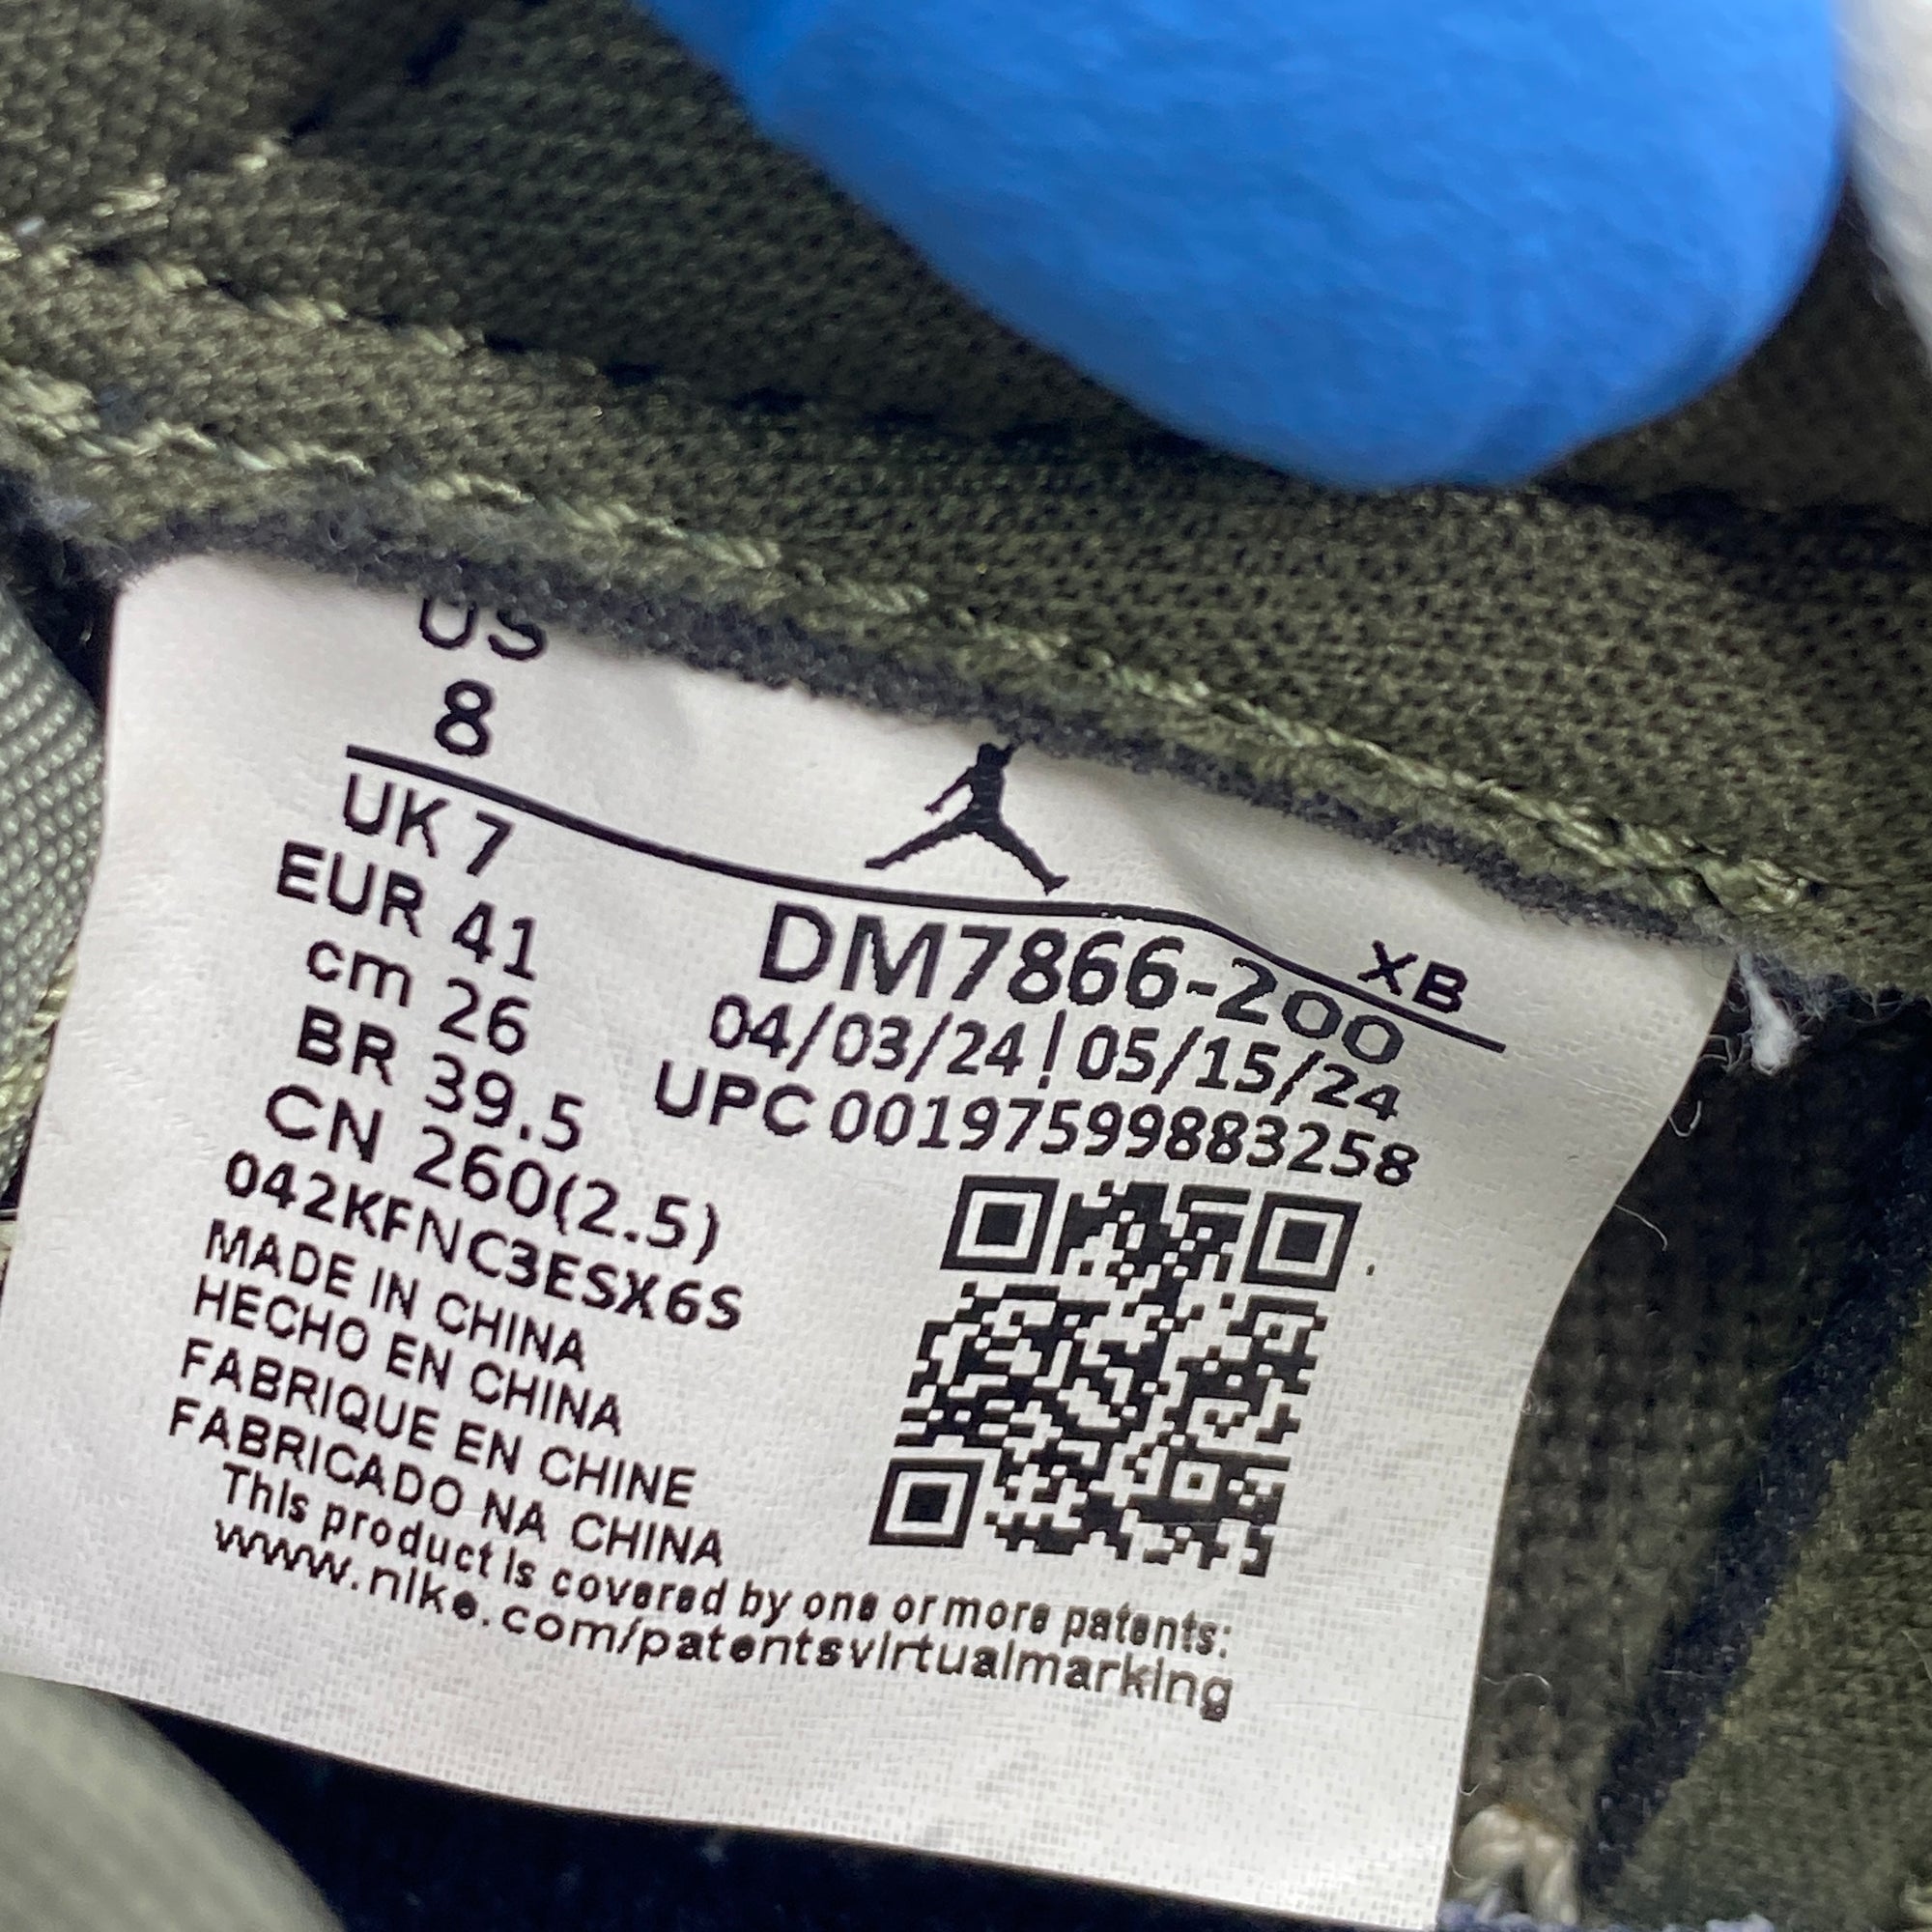 US
8
UK 7
EUR 41
cm 26
BR 39.5
CN 260(2.5)
042KFNC3ESX6S
MADE IN CHINA
HECHO EN CHINA
FABRIQUE EN CHINE
FABRICADO NA CHINA
XB
DM7866-200
04/03/24 | 05/15/24
UPC 00197599883258
This product is covered by one or more patents:
www.nike.com/patentsvirtualmarking